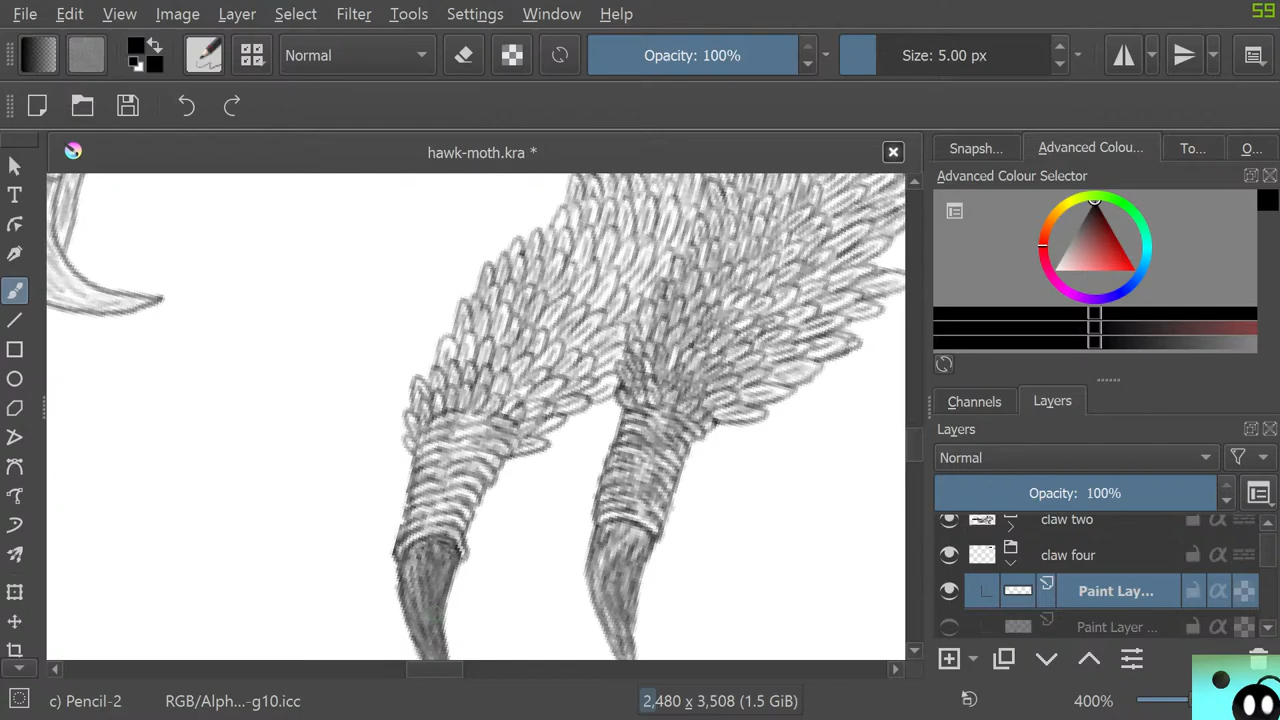 File Edit View Image Layer Select Filter Tools Settings Window Help
59
Normal
Opacity: 100%
Size: 5.00 px
hawk-moth.kra *
Snapsh... Advanced Colou... To... O...
Advanced Colour Selector
Channels Layers
Layers
Normal
Opacity: 100%
claw two
claw four
Paint Lay...
Paint Layer ...
c) Pencil-2
RGB/Alph...-g10.icc
2,480 x 3,508 (1.5 GiB)
400%